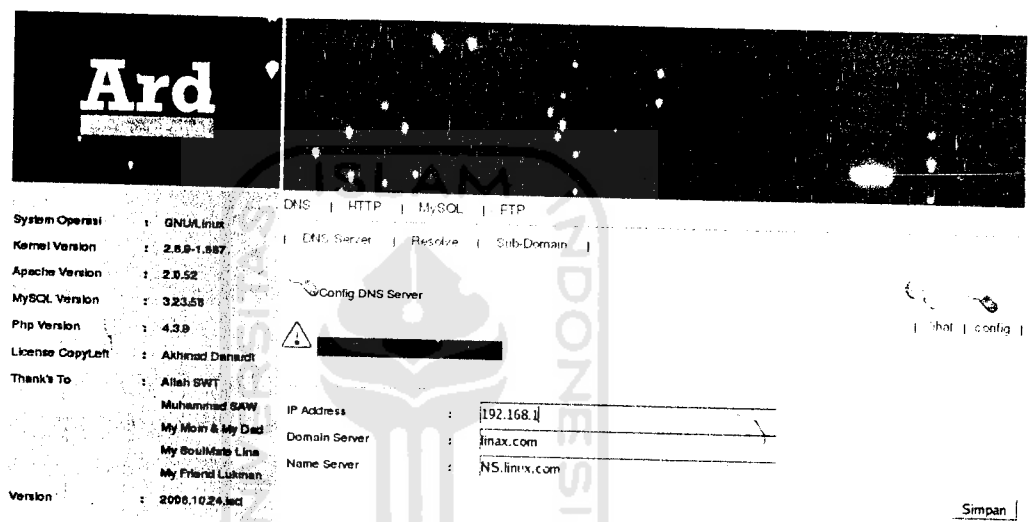 Ard
DNS | HTTP | MySQL | FTP
| DNS Server | Resolve | Sub-Domain |
System Operasi : GNU/Linux
Kernel Version : 2.6.9-1.667
Apache Version : 2.0.52
MySQL Version : 3.23.58
Php Version : 4.3.9
License CopyLeft : Akhmad
Thank's To : Allah SWT
Muhammad SAW
My Mom & My Dad
My SoulMate Lina
My Friend Lukman
Version : 2006.10.24
Config DNS Server
| lihat | config |
IP Address : 192.168.1
Domain Server : linax.com
Name Server : NS.linux.com
Simpan
ISLAM
INDONESI
VERSITAS